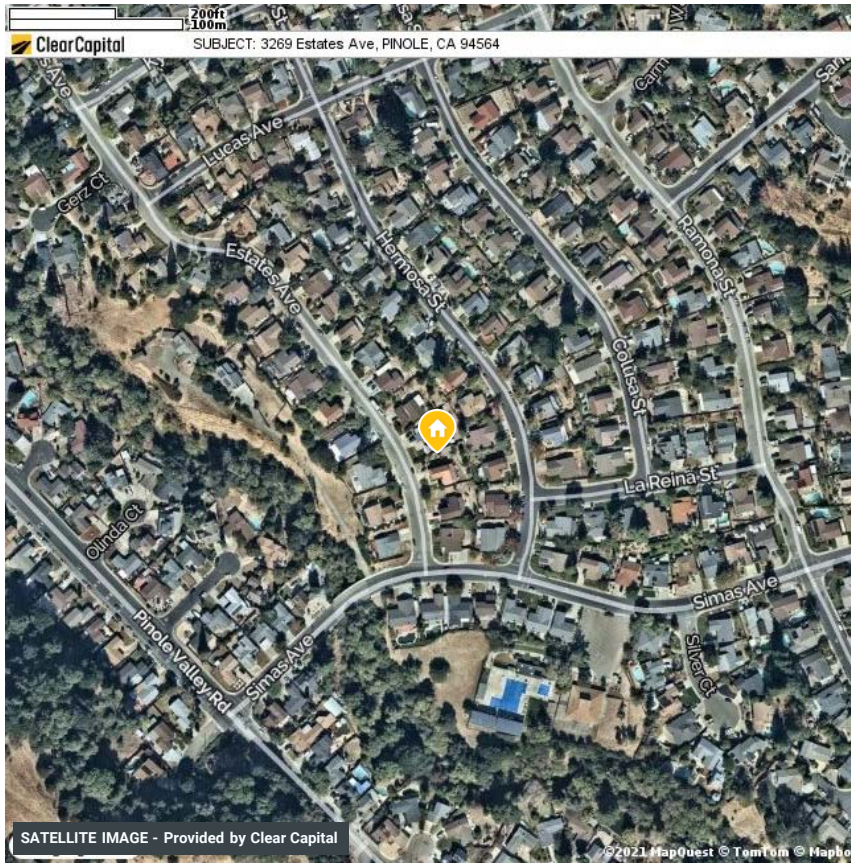 200ft
100m
ClearCapital
SUBJECT: 3269 Estates Ave, PINOLE, CA 94564
Lucas Ave
Gerz Ct
Estates Ave
Hermosa St
Ramona St
Colusa St
La Reina St
Olinda Ct
Simas Ave
Simas Ave
Pinole Valley Rd
Silver Ct
SATELLITE IMAGE - Provided by Clear Capital
©2021 MapQuest © TomTom © Mapbo